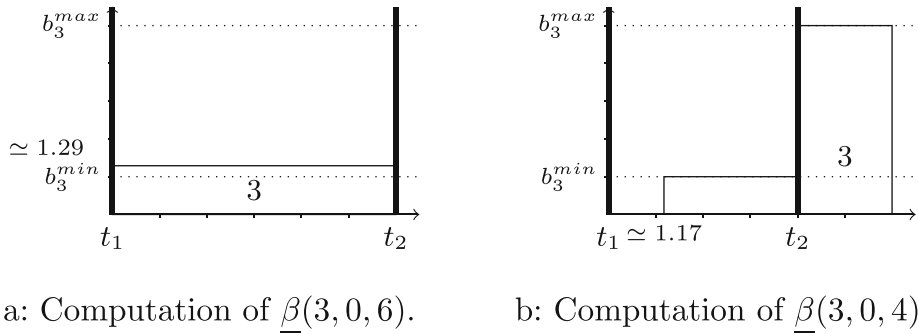 b_3^{max}
≃ 1.29
b_3^{min}
3
t_1
t_2
a: Computation of β(3, 0, 6).
b_3^{max}
3
b_3^{min}
t_1 ≃ 1.17
t_2
b: Computation of β(3, 0, 4)